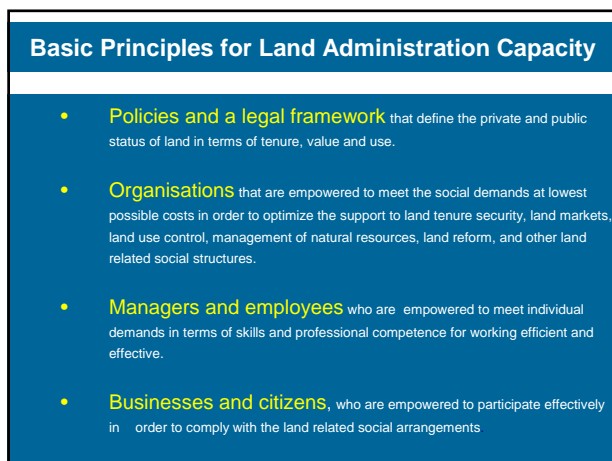 Basic Principles for Land Administration Capacity
• Policies and a legal framework that define the private and public
status of land in terms of tenure, value and use.
• Organisations that are empowered to meet the social demands at lowest
possible costs in order to optimize the support to land tenure security, land markets,
land use control, management of natural resources, land reform, and other land
related social structures.
• Managers and employees who are empowered to meet individual
demands in terms of skills and professional competence for working efficient and
effective.
• Businesses and citizens, who are empowered to participate effectively
in order to comply with the land related social arrangements